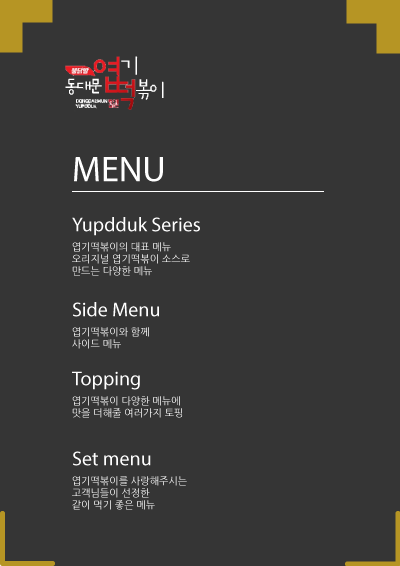 불닭발
동대문엽기떡볶이
DONGDAEMUN
YUPDDUK
MENU
Yupdduk Series
엽기떡볶이의 대표 메뉴
오리지널 엽기떡볶이 소스로
만드는 다양한 메뉴
Side Menu
엽기떡볶이와 함께
사이드 메뉴
Topping
엽기떡볶이 다양한 메뉴에
맛을 더해줄 여러가지 토핑
Set menu
엽기떡볶이를 사랑해주시는
고객님들이 선정한
같이 먹기 좋은 메뉴